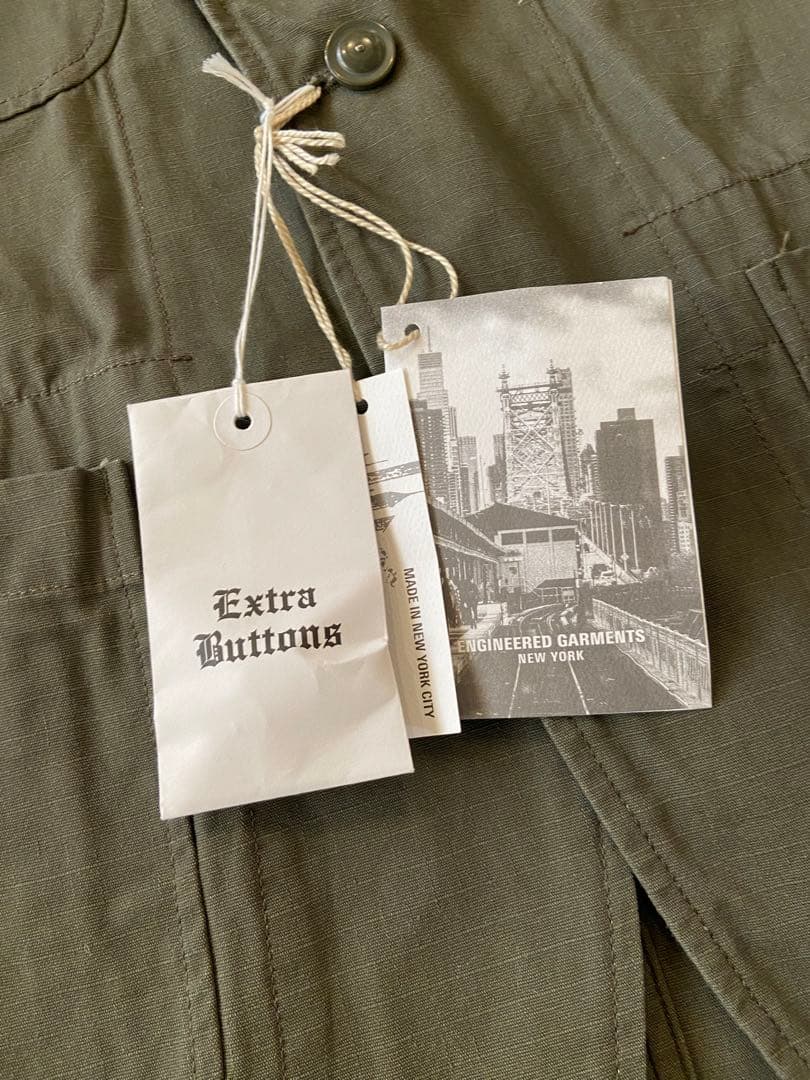 Extra
Buttons
MADE IN NEW YORK CITY
ENGINEERED GARMENTS
NEW YORK